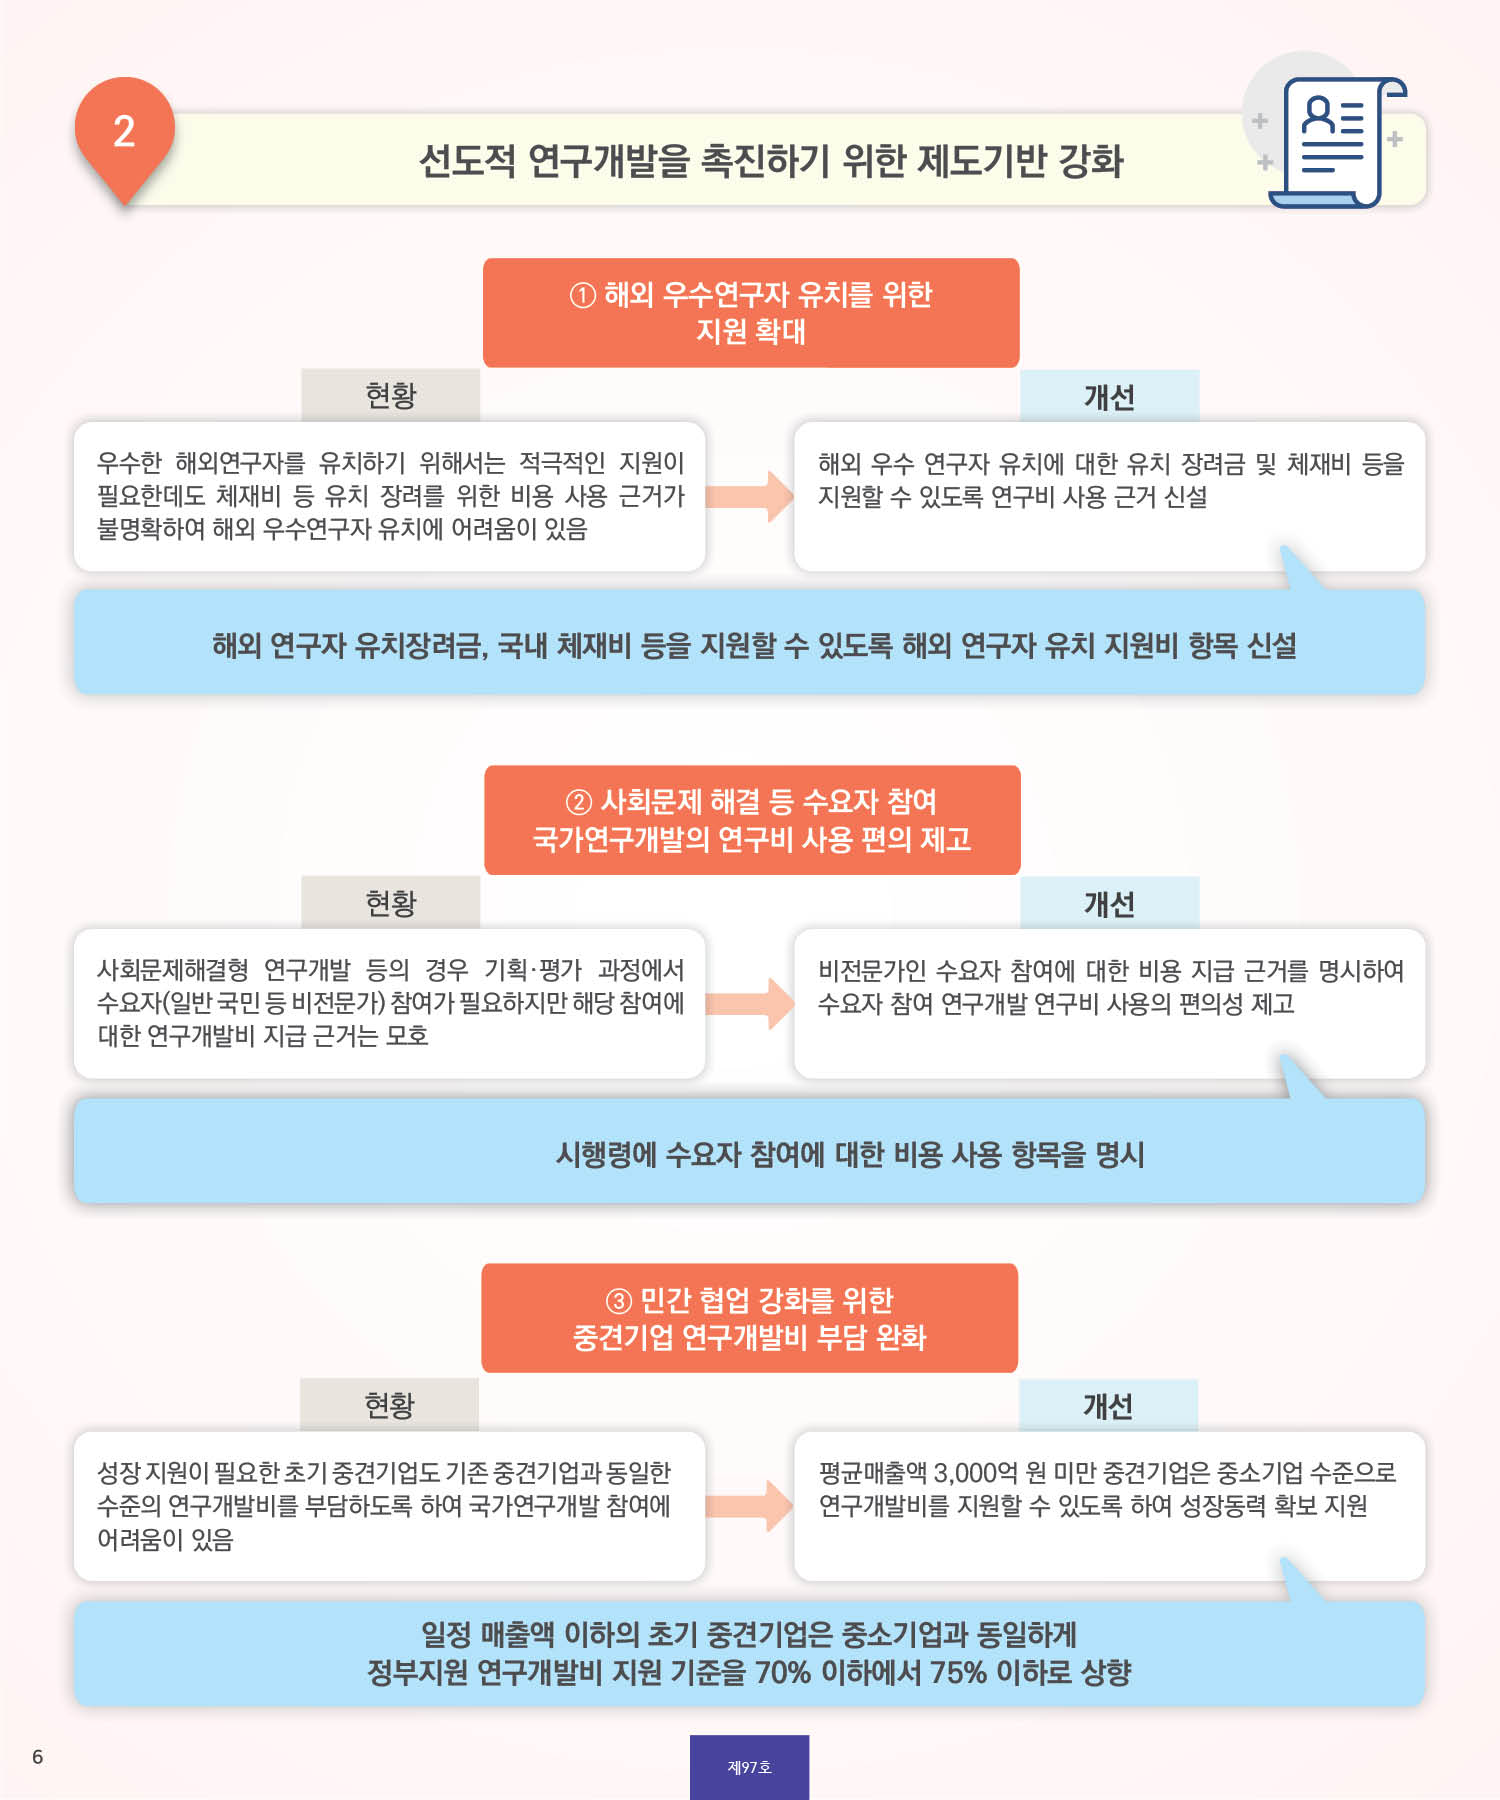 2
선도적 연구개발을 촉진하기 위한 제도기반 강화
① 해외 우수연구자 유치를 위한
지원 확대
현황
우수한 해외연구자를 유치하기 위해서는 적극적인 지원이
필요한데도 체재비 등 유치 장려를 위한 비용 사용 근거가
불명확하여 해외 우수연구자 유치에 어려움이 있음
개선
해외 우수 연구자 유치에 대한 유치 장려금 및 체재비 등을
지원할 수 있도록 연구비 사용 근거 신설
해외 연구자 유치장려금, 국내 체재비 등을 지원할 수 있도록 해외 연구자 유치 지원비 항목 신설
② 사회문제 해결 등 수요자 참여
국가연구개발의 연구비 사용 편의 제고
현황
사회문제해결형 연구개발 등의 경우 기획·평가 과정에서
수요자(일반 국민 등 비전문가) 참여가 필요하지만 해당 참여에
대한 연구개발비 지급 근거는 모호
개선
비전문가인 수요자 참여에 대한 비용 지급 근거를 명시하여
수요자 참여 연구개발 연구비 사용의 편의성 제고
시행령에 수요자 참여에 대한 비용 사용 항목을 명시
③ 민간 협업 강화를 위한
중견기업 연구개발비 부담 완화
현황
성장 지원이 필요한 초기 중견기업도 기존 중견기업과 동일한
수준의 연구개발비를 부담하도록 하여 국가연구개발 참여에
어려움이 있음
개선
평균매출액 3,000억 원 미만 중견기업은 중소기업 수준으로
연구개발비를 지원할 수 있도록 하여 성장동력 확보 지원
일정 매출액 이하의 초기 중견기업은 중소기업과 동일하게
정부지원 연구개발비 지원 기준을 70% 이하에서 75% 이하로 상향
6
제97호